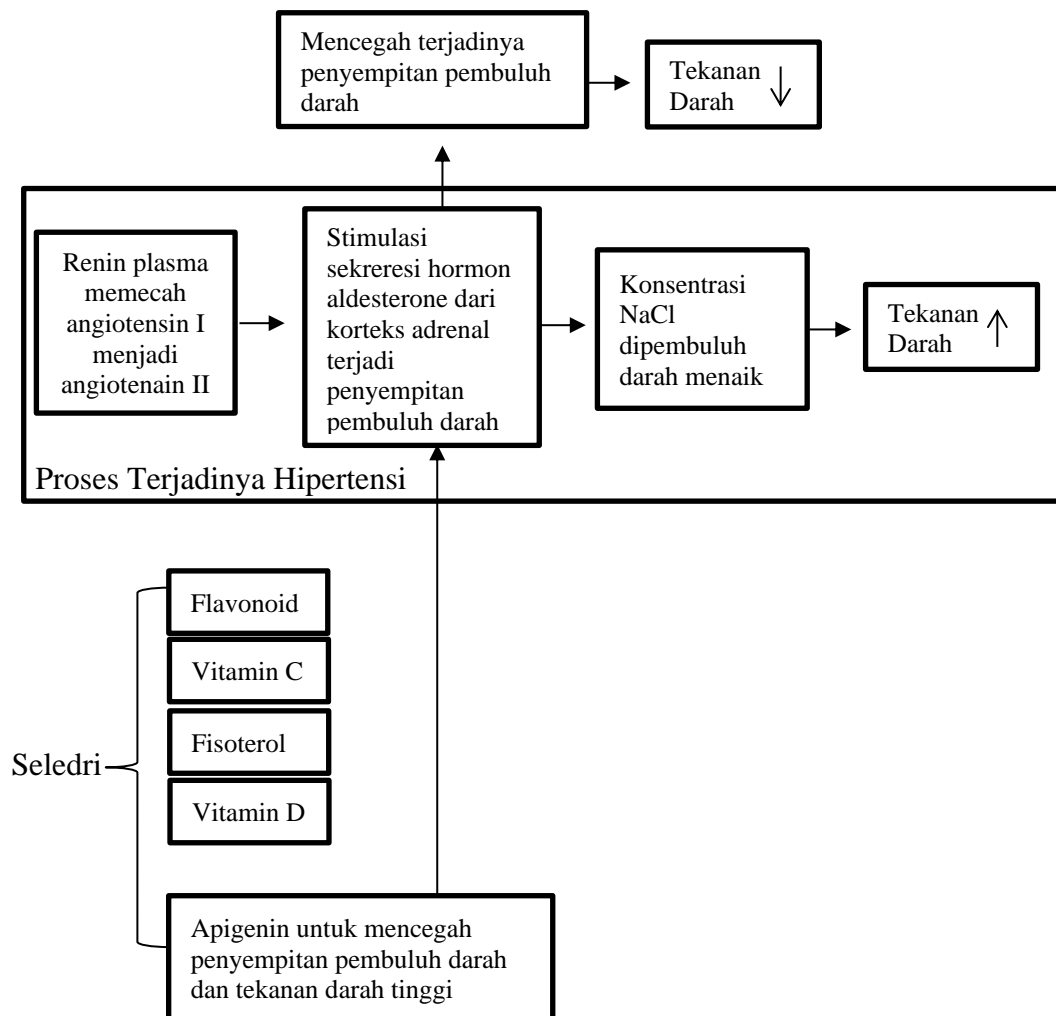 Mencegah terjadinya
penyempitan pembuluh
darah
Tekanan
Darah
Renin plasma
memecah
angiotensin I
menjadi
angiotenain II
Stimulasi
sekreresi hormon
aldesterone dari
korteks adrenal
terjadi
penyempitan
pembuluh darah
Konsentrasi
NaCl
dipembuluh
darah menaik
Tekanan
Darah
Proses Terjadinya Hipertensi
Seledri
Flavonoid
Vitamin C
Fisoterol
Vitamin D
Apigenin untuk mencegah
penyempitan pembuluh darah
dan tekanan darah tinggi